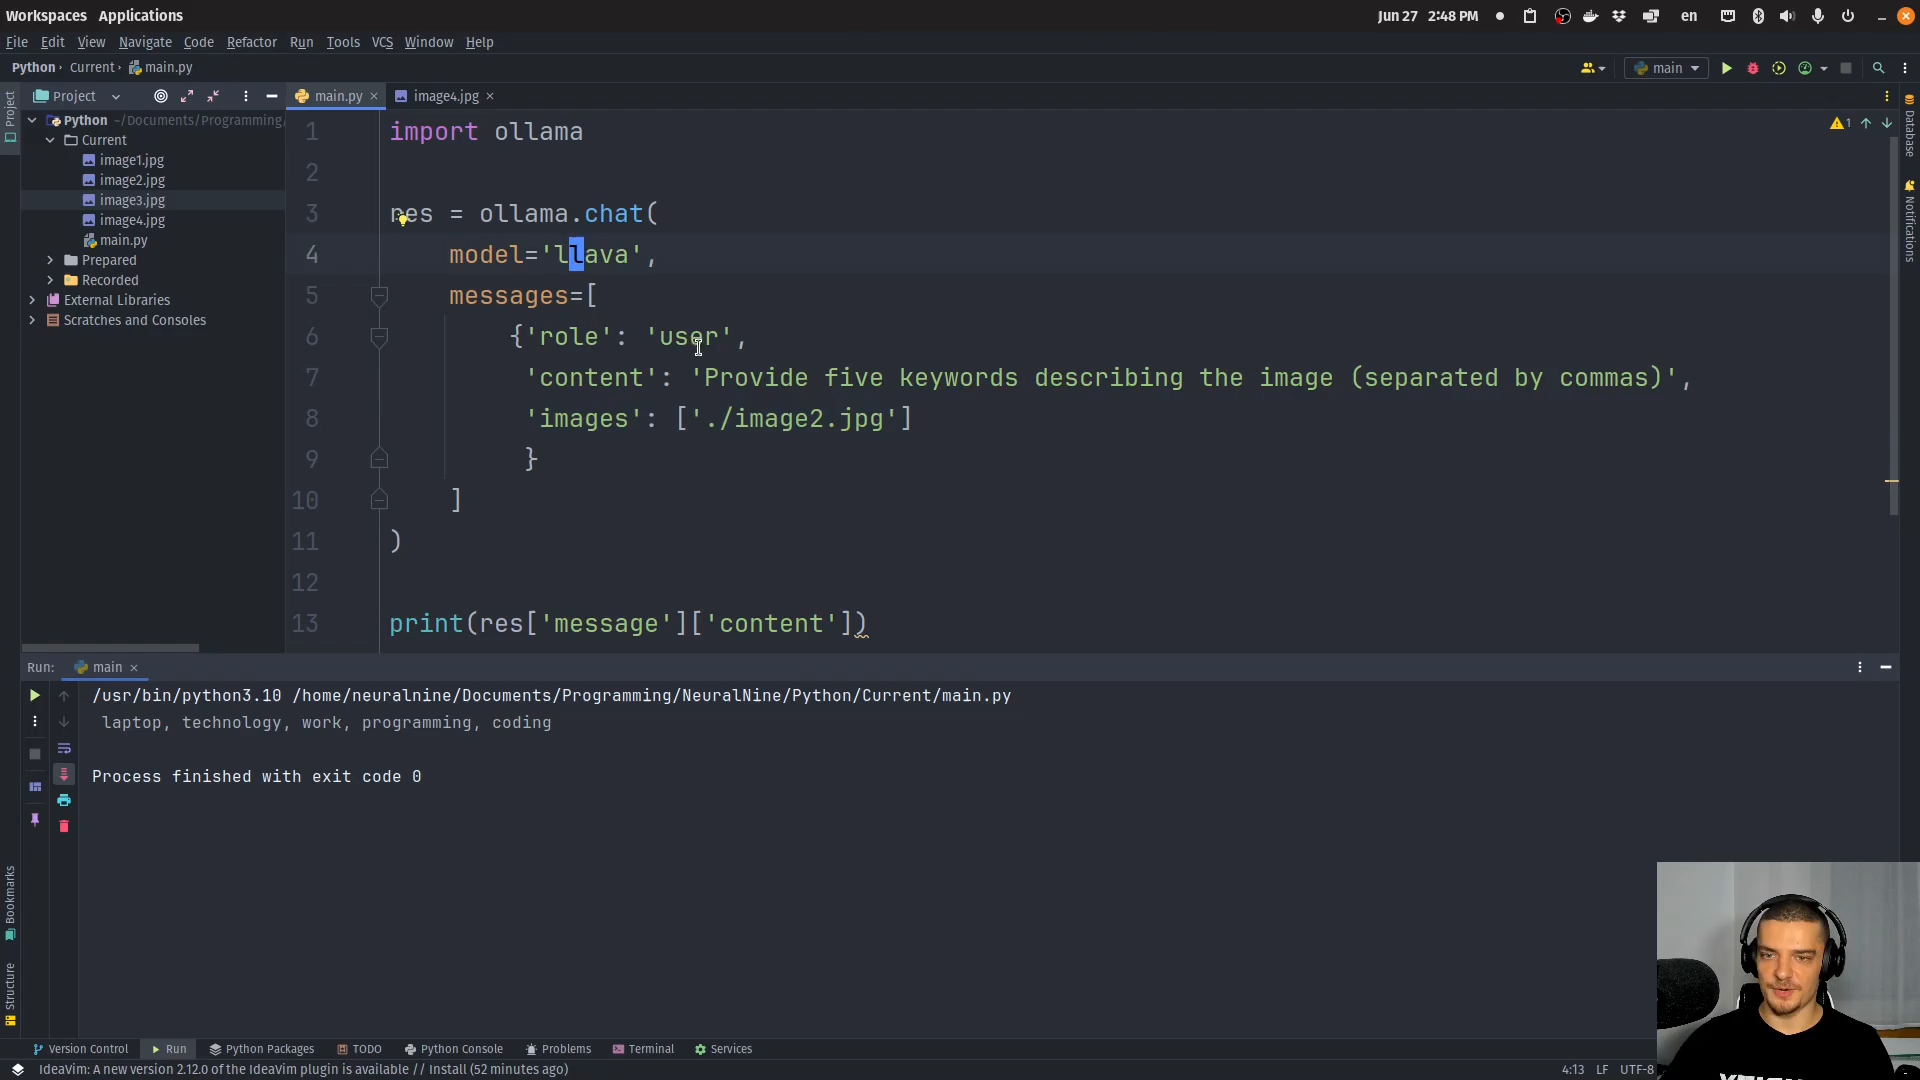 Workspaces Applications
Jun 27 2:48 PM en
File Edit View Navigate Code Refactor Run Tools VCS Window Help
Python › Current › main.py
main
Project
main.py
image4.jpg
Project
Python ~/Documents/Programming/
Current
image1.jpg
image2.jpg
image3.jpg
image4.jpg
main.py
Prepared
Recorded
External Libraries
Scratches and Consoles
1 import ollama
2
3 res = ollama.chat(
4 model='llava',
5 messages=[
6 {'role': 'user',
7 'content': 'Provide five keywords describing the image (separated by commas)',
8 'images': ['./image2.jpg']
9 }
10 ]
11 )
12
13 print(res['message']['content'])
1
Database
Notifications
Run: main
/usr/bin/python3.10 /home/neuralnine/Documents/Programming/NeuralNine/Python/Current/main.py
laptop, technology, work, programming, coding
Process finished with exit code 0
Bookmarks
Structure
Version Control Run Python Packages TODO Python Console Problems Terminal Services
IdeaVim: A new version 2.12.0 of the IdeaVim plugin is available // Install (52 minutes ago)
4:13 LF UTF-8